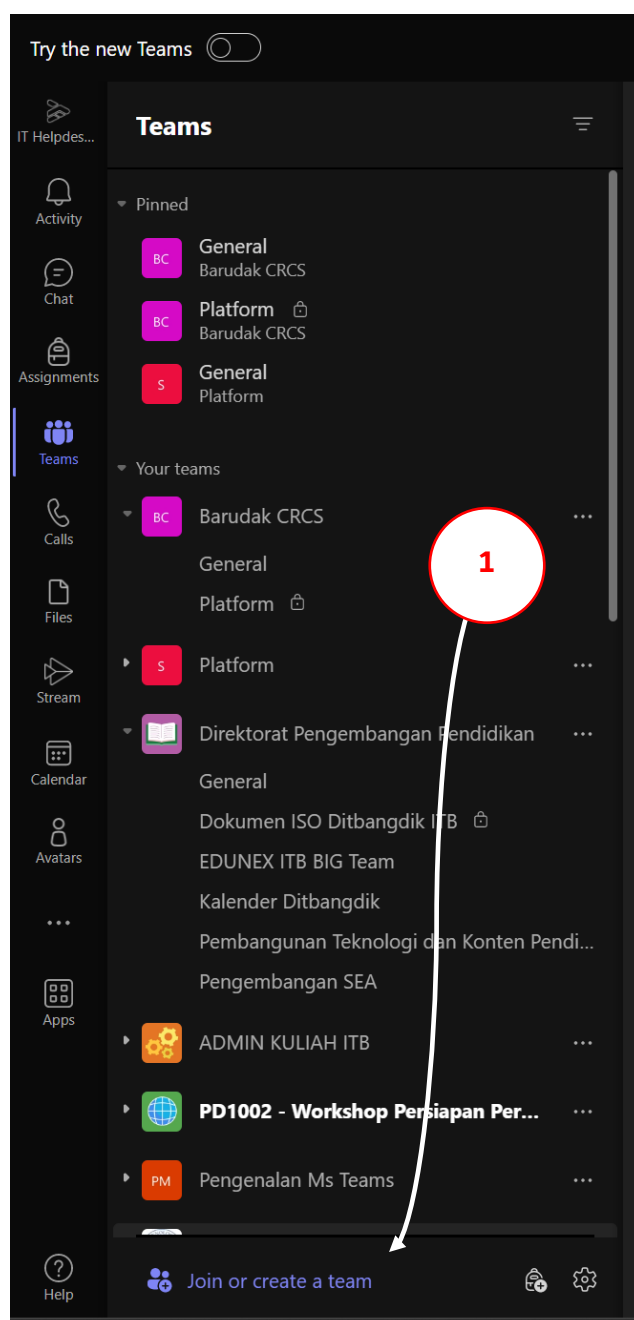 Try the new Teams
IT Helpdes...
Activity
Chat
Assignments
Teams
Calls
Files
Stream
Calendar
Avatars
Apps
Help
Teams
Pinned
BC General
Barudak CRCS
BC Platform
Barudak CRCS
S General
Platform
Your teams
BC Barudak CRCS
General
1
Platform
S Platform
Direktorat Pengembangan Pendidikan
General
Dokumen ISO Ditbangdik ITB
EDUNEX ITB BIG Team
Kalender Ditbangdik
Pembangunan Teknologi dan Konten Pendi...
Pengembangan SEA
ADMIN KULIAH ITB
PD1002 - Workshop Persiapan Per...
PM Pengenalan Ms Teams
Join or create a team